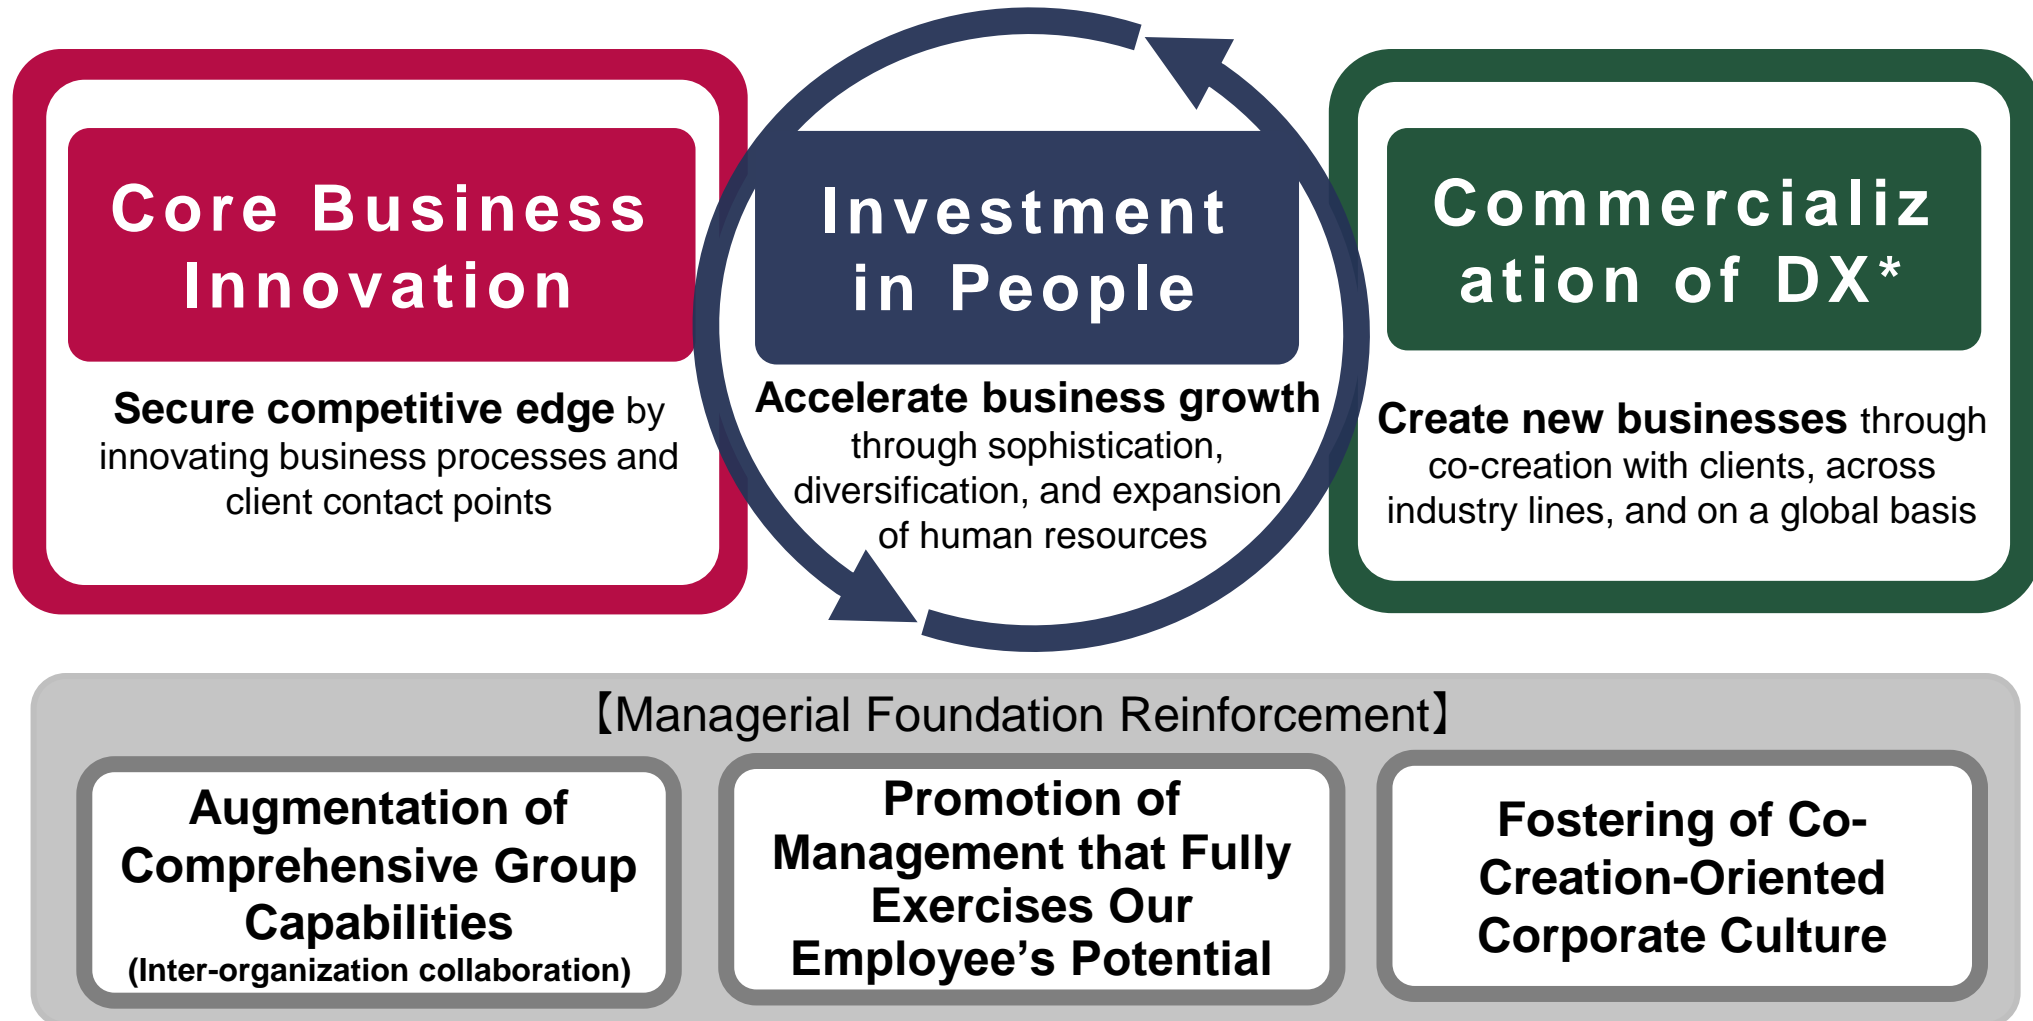 Core Business
Innovation
Secure competitive edge by
innovating business processes and
client contact points
Investment
in People
Accelerate business growth
through sophistication,
diversification, and expansion
of human resources
Commercializ
ation of DX*
Create new businesses through
co-creation with clients, across
industry lines, and on a global basis
【Managerial Foundation Reinforcement】
Augmentation of
Comprehensive Group
Capabilities
(Inter-organization collaboration)
Promotion of
Management that Fully
Exercises Our
Employee’s Potential
Fostering of Co-
Creation-Oriented
Corporate Culture